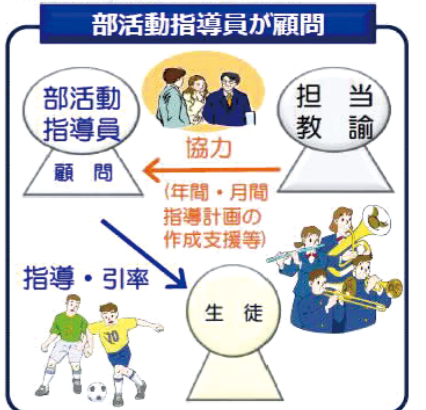 部活動指導員が顧問
部活動
指導員
顧問
担当
教諭
協力
(年間・月間
指導計画の
作成支援等)
指導・引率
生徒
10